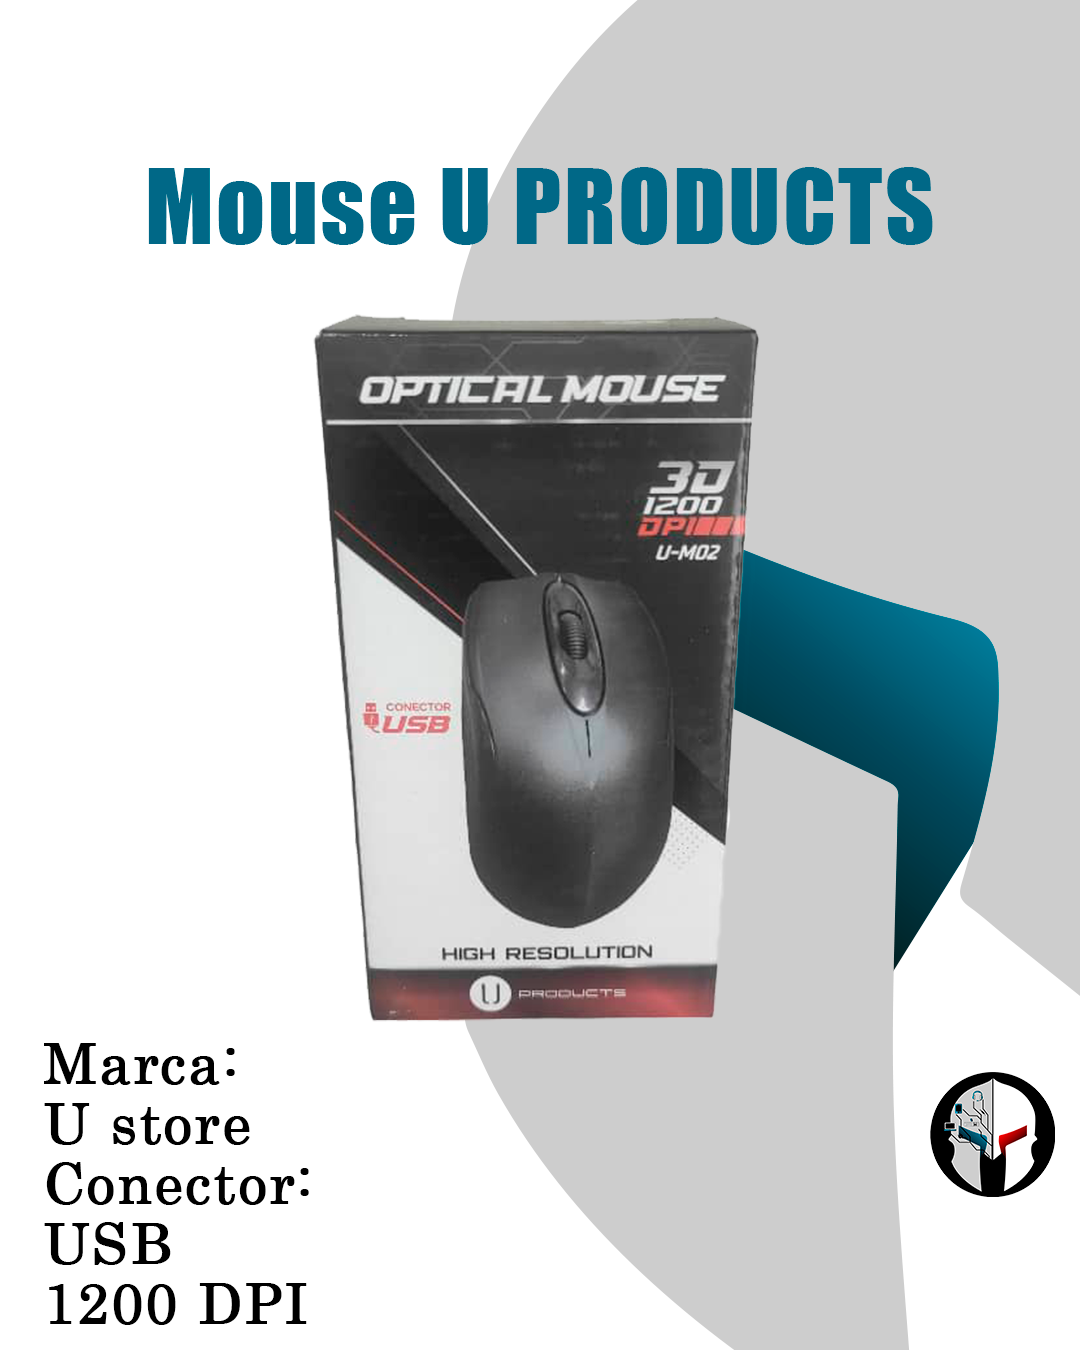 Mouse U PRODUCTS
OPTICAL MOUSE
3D
1200
DPI
U-M02
CONECTOR
USB
HIGH RESOLUTION
U PRODUCTS
Marca:
U store
Conector:
USB
1200 DPI